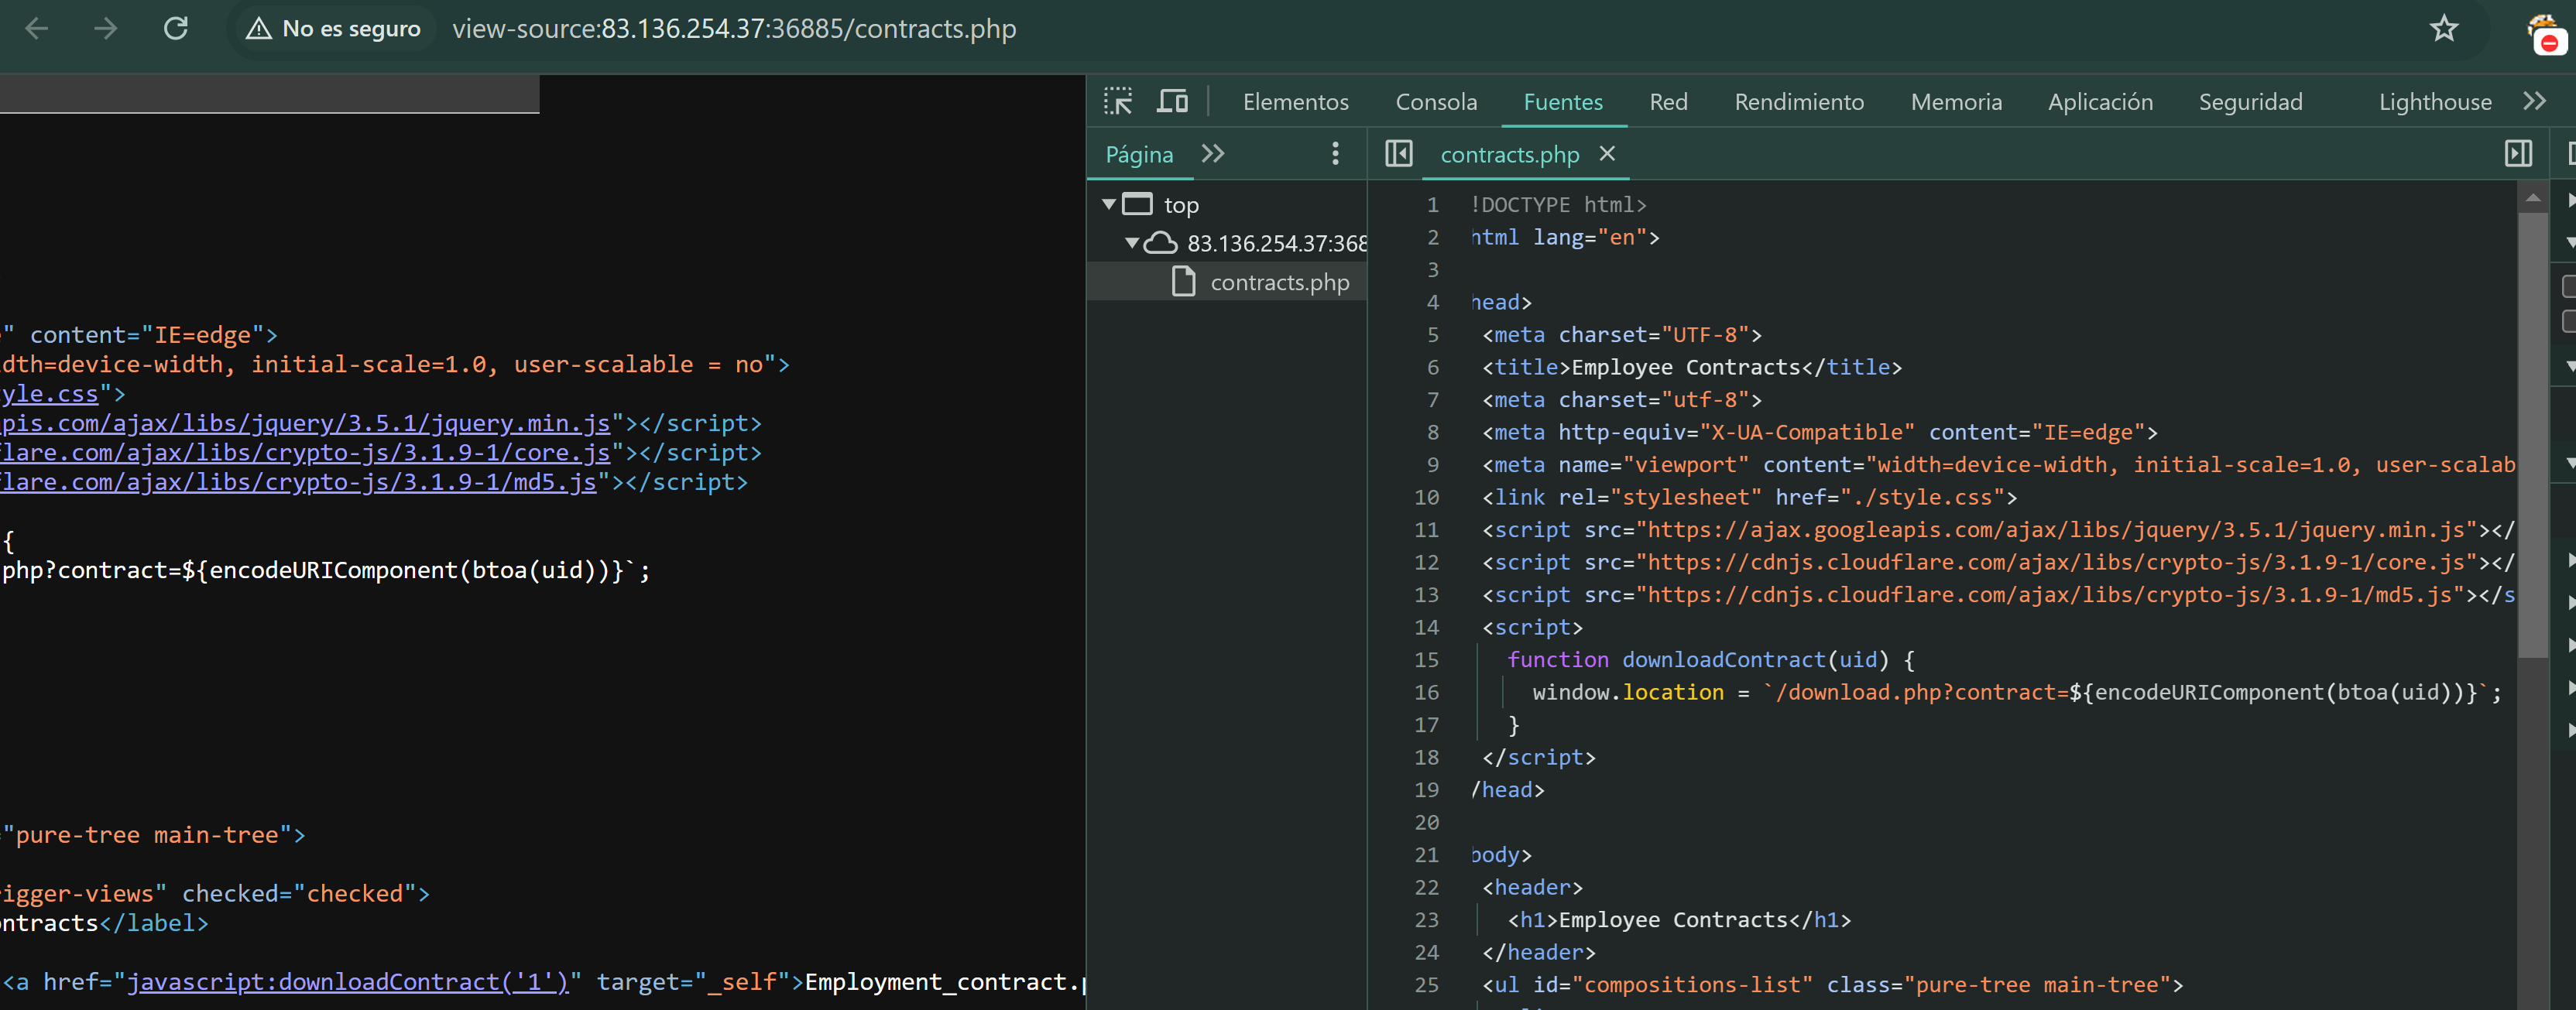 No es seguro view-source:83.136.254.37:36885/contracts.php
Elementos Consola Fuentes Red Rendimiento Memoria Aplicación Seguridad Lighthouse
Página
contracts.php
top
83.136.254.37:368
contracts.php
" content="IE=edge">
dth=device-width, initial-scale=1.0, user-scalable = no">
yle.css">
pis.com/ajax/libs/jquery/3.5.1/jquery.min.js"></script>
flare.com/ajax/libs/crypto-js/3.1.9-1/core.js"></script>
flare.com/ajax/libs/crypto-js/3.1.9-1/md5.js"></script>
{
php?contract=${encodeURIComponent(btoa(uid))}`;
="pure-tree main-tree">
igger-views" checked="checked">
ontracts</label>
<a href="javascript:downloadContract('1')" target="_self">Employment_contract.p
1 !DOCTYPE html>
2 html lang="en">
3
4 head>
5 <meta charset="UTF-8">
6 <title>Employee Contracts</title>
7 <meta charset="utf-8">
8 <meta http-equiv="X-UA-Compatible" content="IE=edge">
9 <meta name="viewport" content="width=device-width, initial-scale=1.0, user-scalab
10 <link rel="stylesheet" href="./style.css">
11 <script src="https://ajax.googleapis.com/ajax/libs/jquery/3.5.1/jquery.min.js"></
12 <script src="https://cdnjs.cloudflare.com/ajax/libs/crypto-js/3.1.9-1/core.js"></
13 <script src="https://cdnjs.cloudflare.com/ajax/libs/crypto-js/3.1.9-1/md5.js"></s
14 <script>
15 function downloadContract(uid) {
16 window.location = `/download.php?contract=${encodeURIComponent(btoa(uid))}`;
17 }
18 </script>
19 /head>
20
21 body>
22 <header>
23 <h1>Employee Contracts</h1>
24 </header>
25 <ul id="compositions-list" class="pure-tree main-tree">